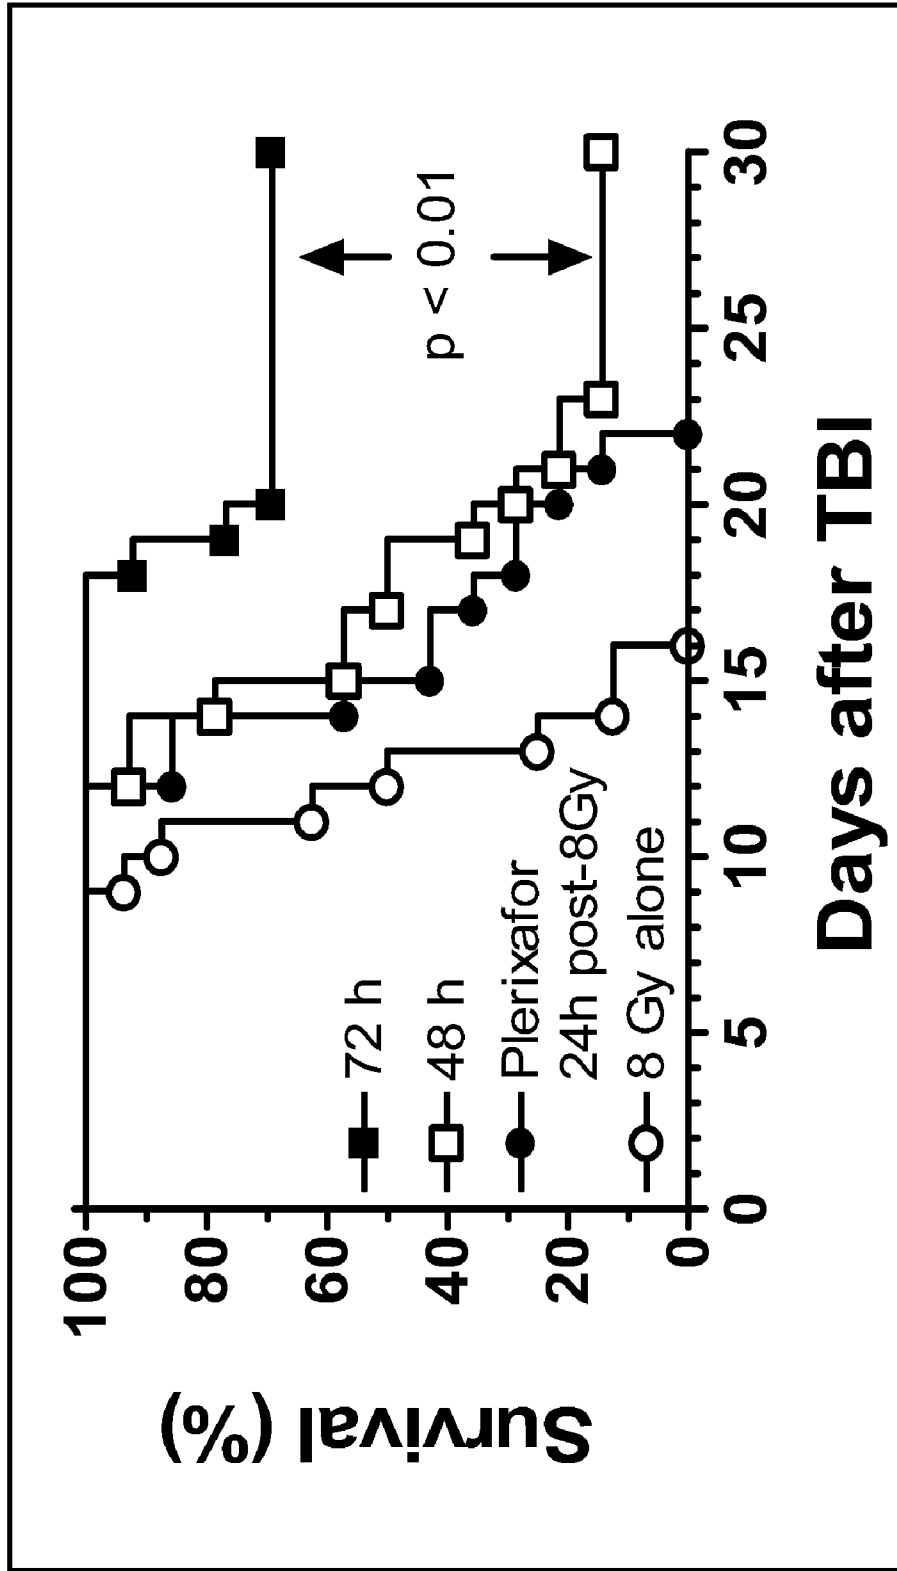 Survival (%)
100
80
60
40
20
0
72 h
48 h
Plerixafor
24h post-8Gy
8 Gy alone
p < 0.01
0 5 10 15 20 25 30
Days after TBI